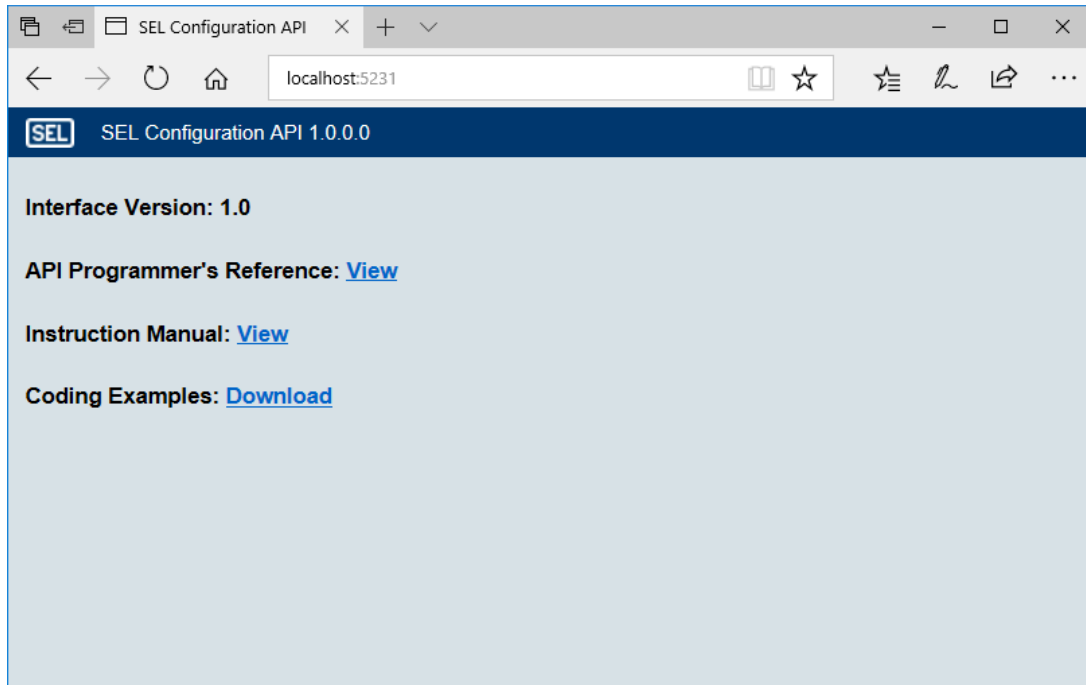 SEL Configuration API
localhost:5231
SEL SEL Configuration API 1.0.0.0
Interface Version: 1.0
API Programmer's Reference: View
Instruction Manual: View
Coding Examples: Download